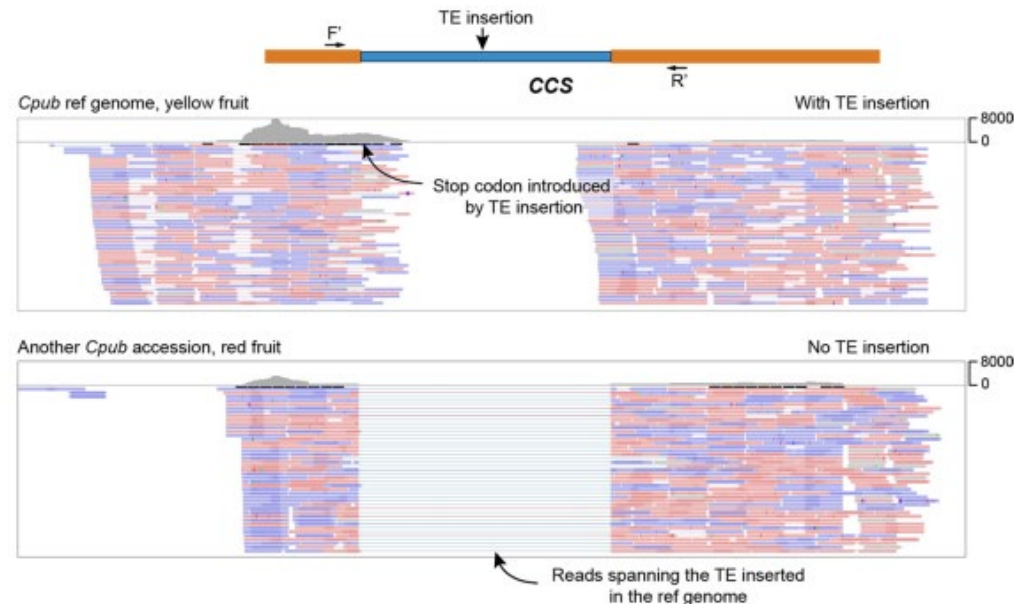 TE insertion
F'
R'
CCS
Cpub ref genome, yellow fruit
With TE insertion
8000
0
Stop codon introduced
by TE insertion
Another Cpub accession, red fruit
No TE insertion
8000
0
Reads spanning the TE inserted
in the ref genome